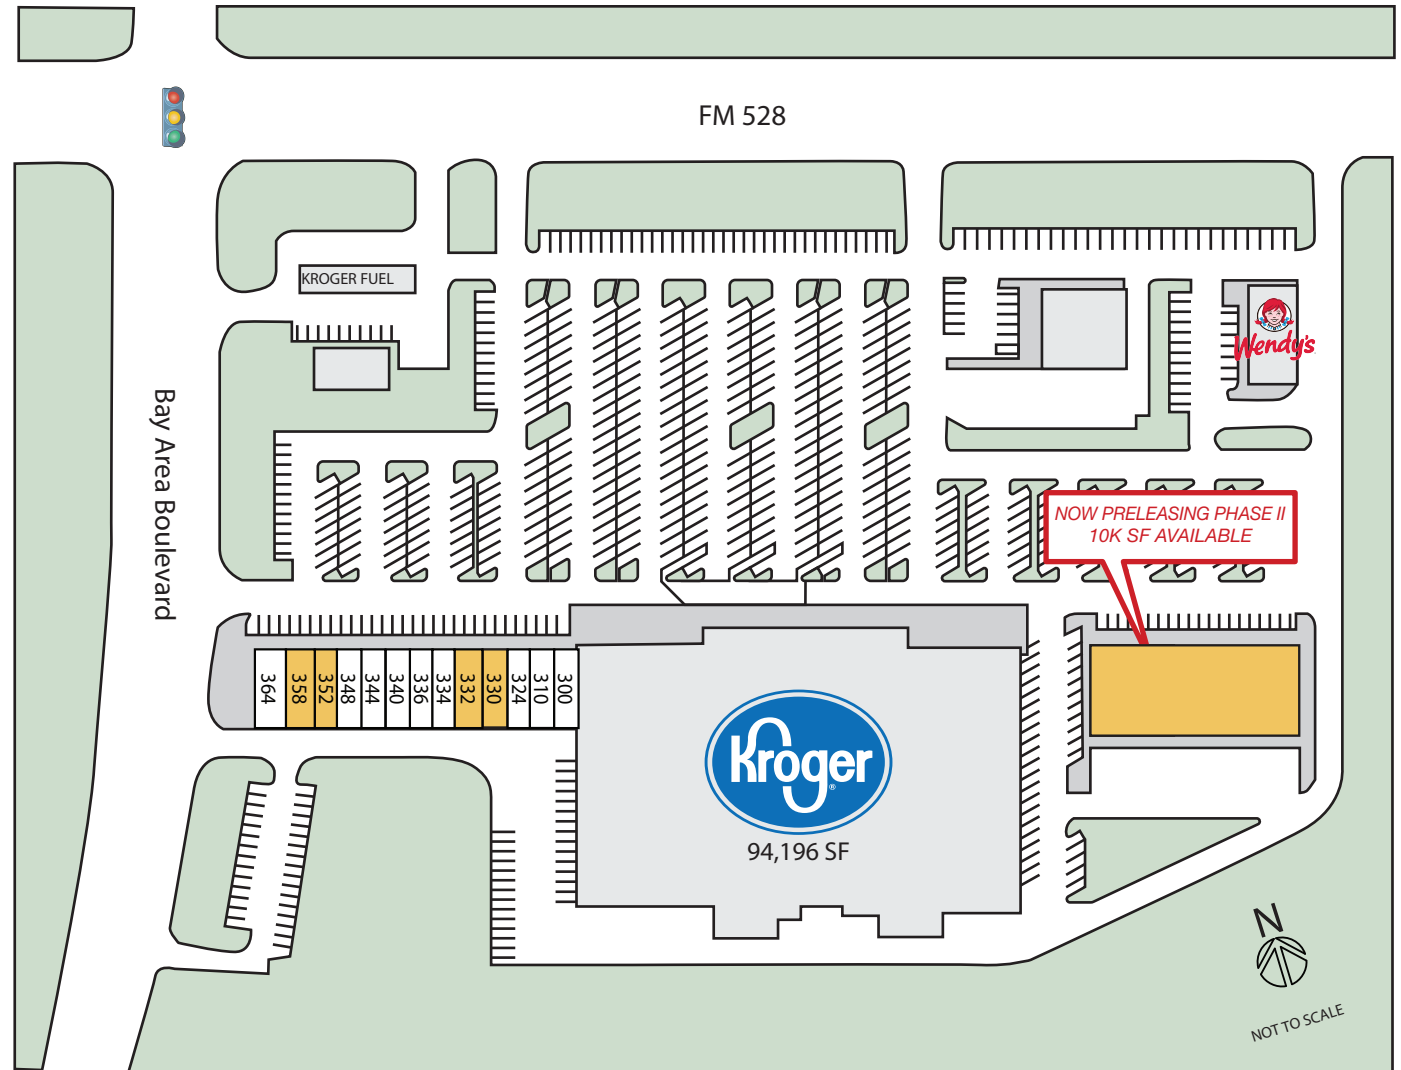 FM 528
KROGER FUEL
Wendy's
Bay Area Boulevard
NOW PRELEASING PHASE II
10K SF AVAILABLE
364
358
352
348
344
340
336
334
332
330
324
310
300
Kroger
®
94,196 SF
N
NOT TO SCALE